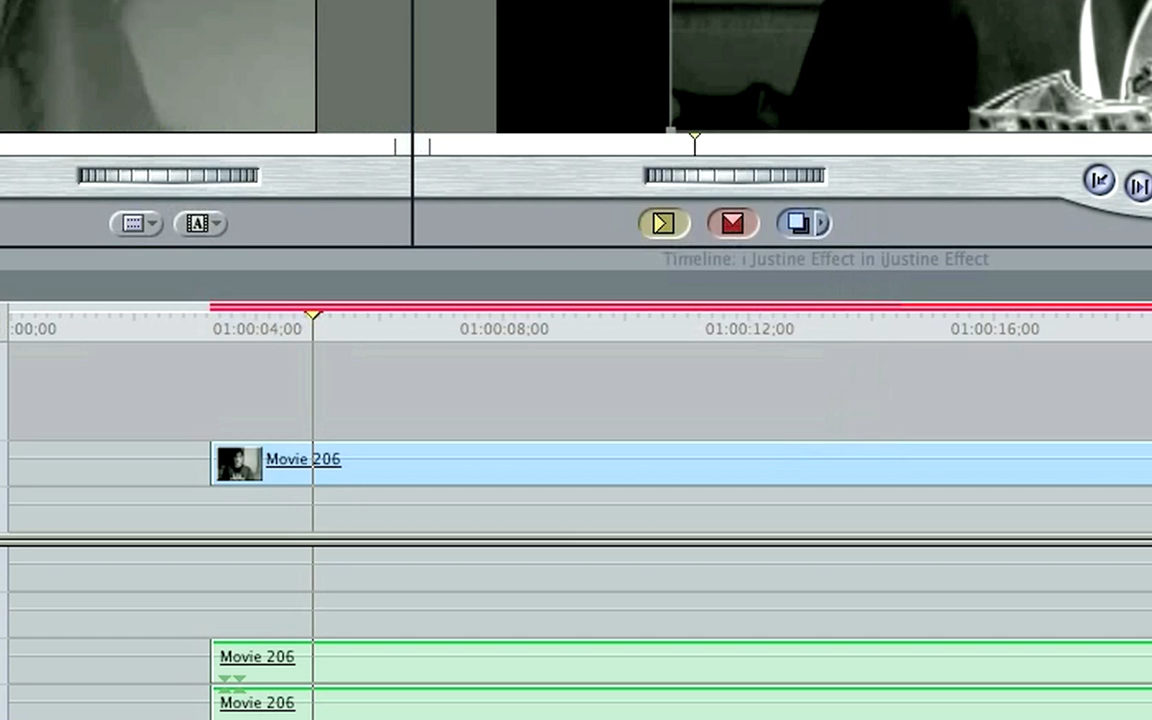 A
Timeline: i Justine Effect in iJustine Effect
:00;00 01:00:04;00 01:00:08;00 01:00:12;00 01:00:16;00
Movie 206
Movie 206
Movie 206